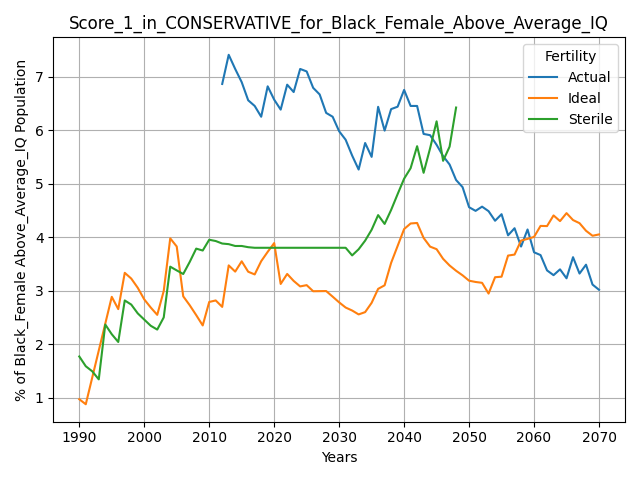 Score_1_in_CONSERVATIVE_for_Black_Female_Above_Average_IQ
% of Black_Female Above_Average_IQ Population
7
6
5
4
3
2
1
Fertility
Actual
Ideal
Sterile
1990 2000 2010 2020 2030 2040 2050 2060 2070
Years